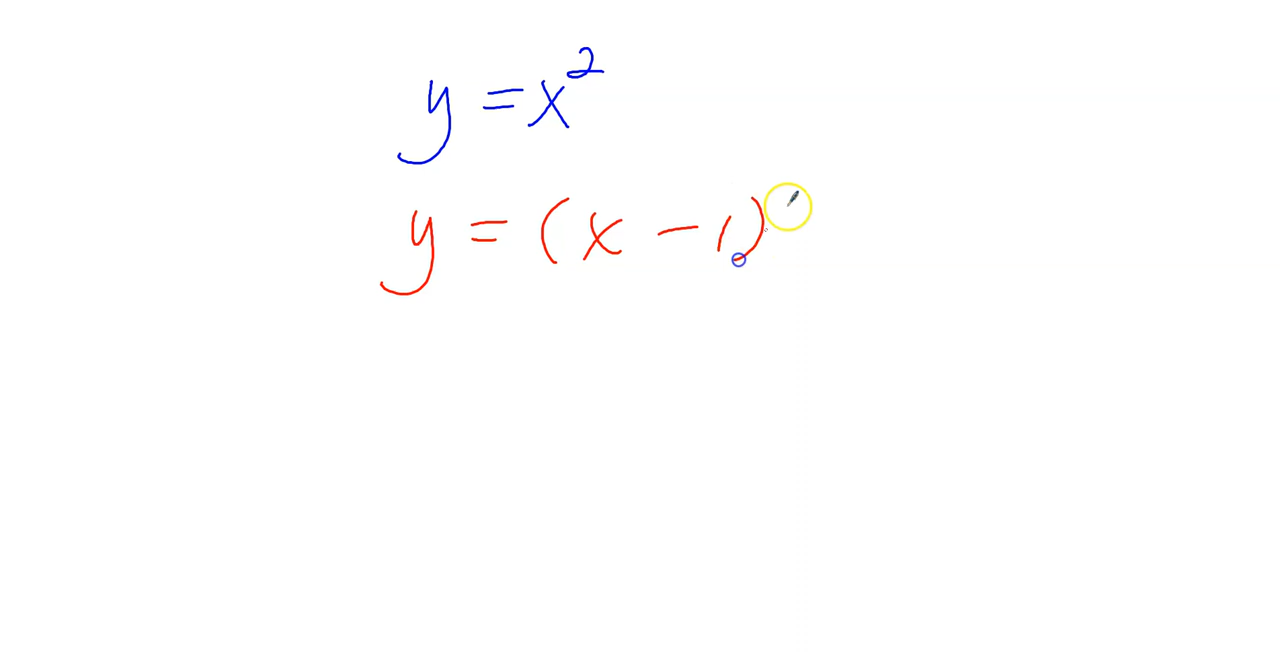 y = x²
y = (x - 1)